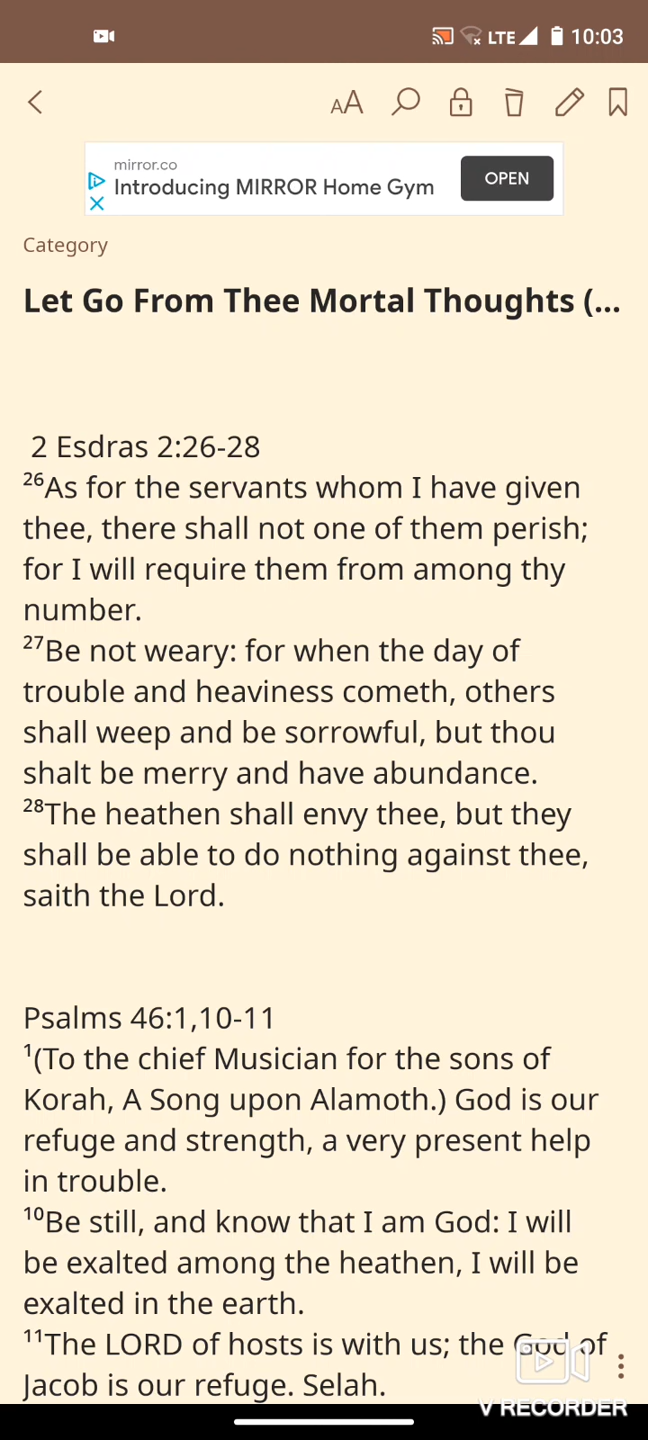 LTE 10:03
AA
mirror.co
Introducing MIRROR Home Gym
OPEN
Category
Let Go From Thee Mortal Thoughts (...
2 Esdras 2:26-28
26As for the servants whom I have given
thee, there shall not one of them perish;
for I will require them from among thy
number.
27Be not weary: for when the day of
trouble and heaviness cometh, others
shall weep and be sorrowful, but thou
shalt be merry and have abundance.
28The heathen shall envy thee, but they
shall be able to do nothing against thee,
saith the Lord.
Psalms 46:1,10-11
1(To the chief Musician for the sons of
Korah, A Song upon Alamoth.) God is our
refuge and strength, a very present help
in trouble.
10Be still, and know that I am God: I will
be exalted among the heathen, I will be
exalted in the earth.
11The LORD of hosts is with us; the God of
Jacob is our refuge. Selah.
V RECORDER